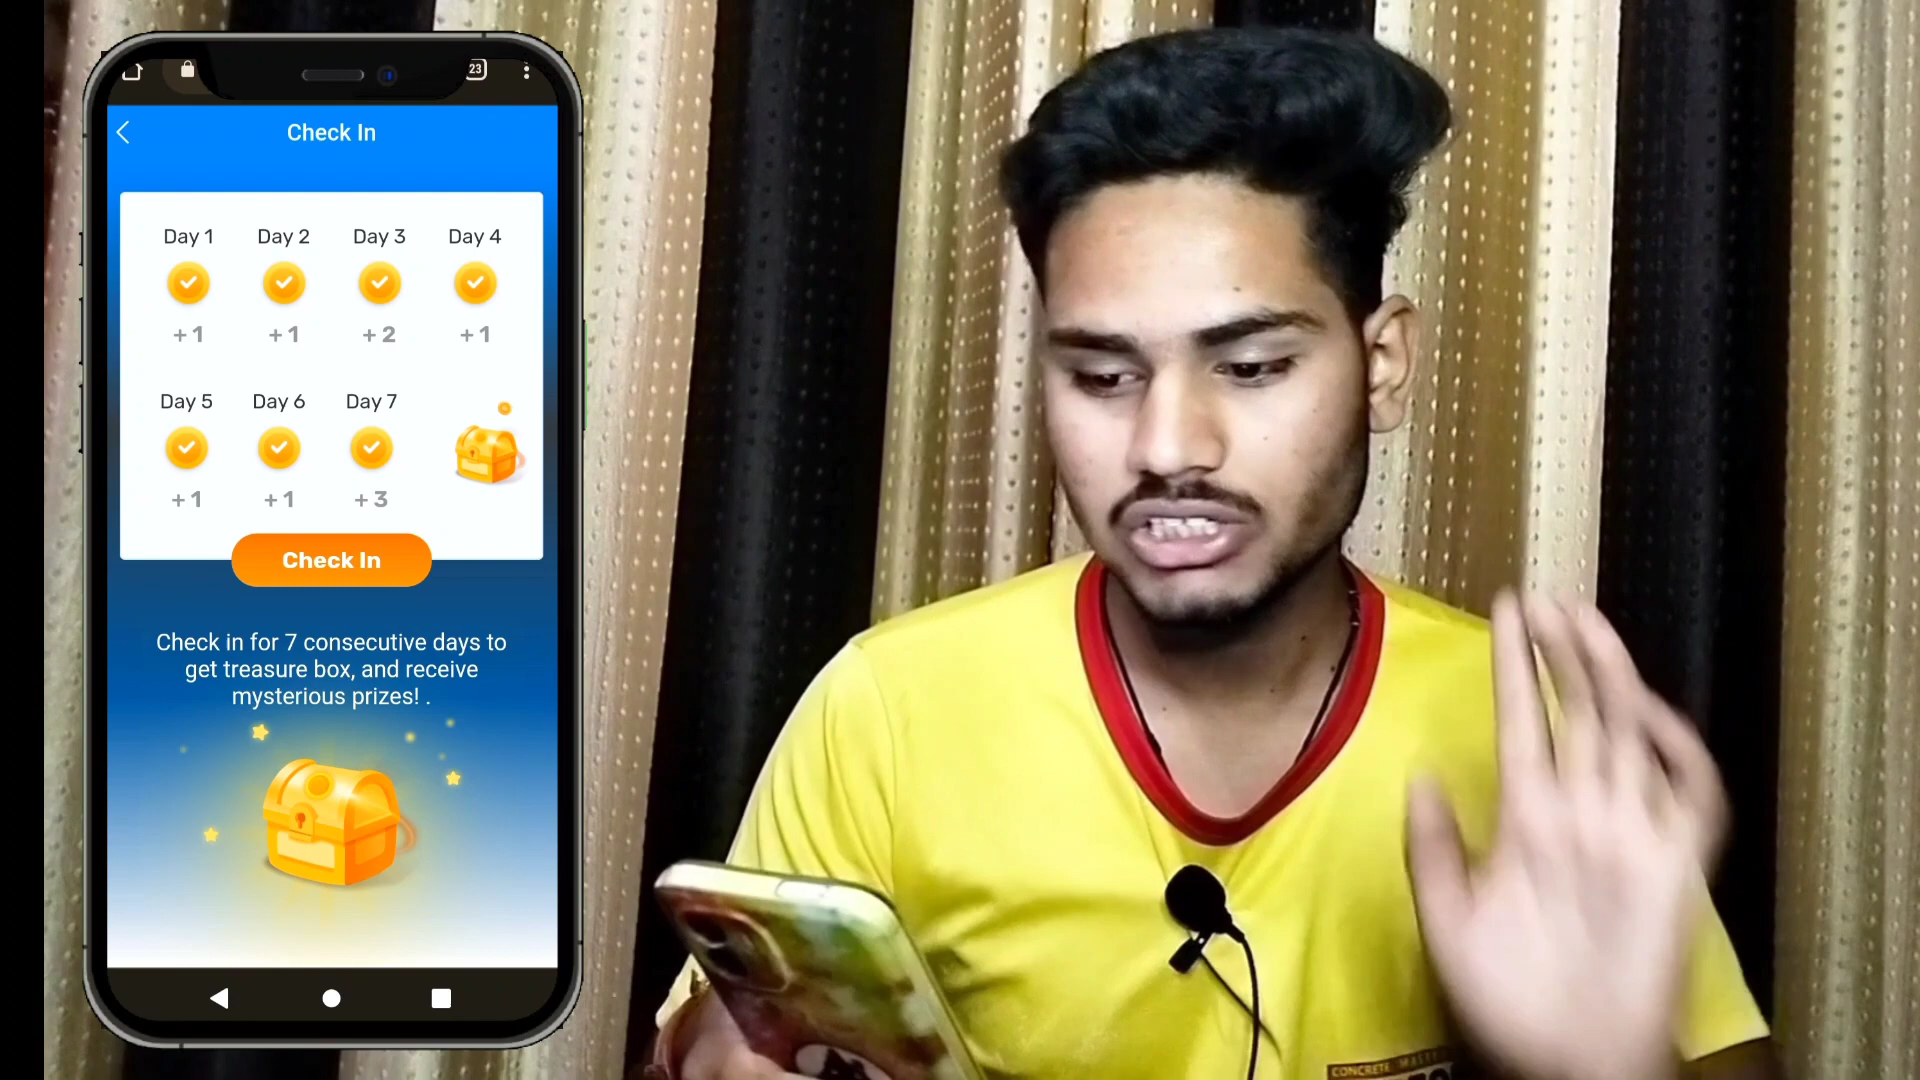 23
Check In
Day 1 Day 2 Day 3 Day 4
+1 +1 +2 +1
Day 5 Day 6 Day 7
+1 +1 +3
Check In
Check in for 7 consecutive days to
get treasure box, and receive
mysterious prizes! .
CONCRETE